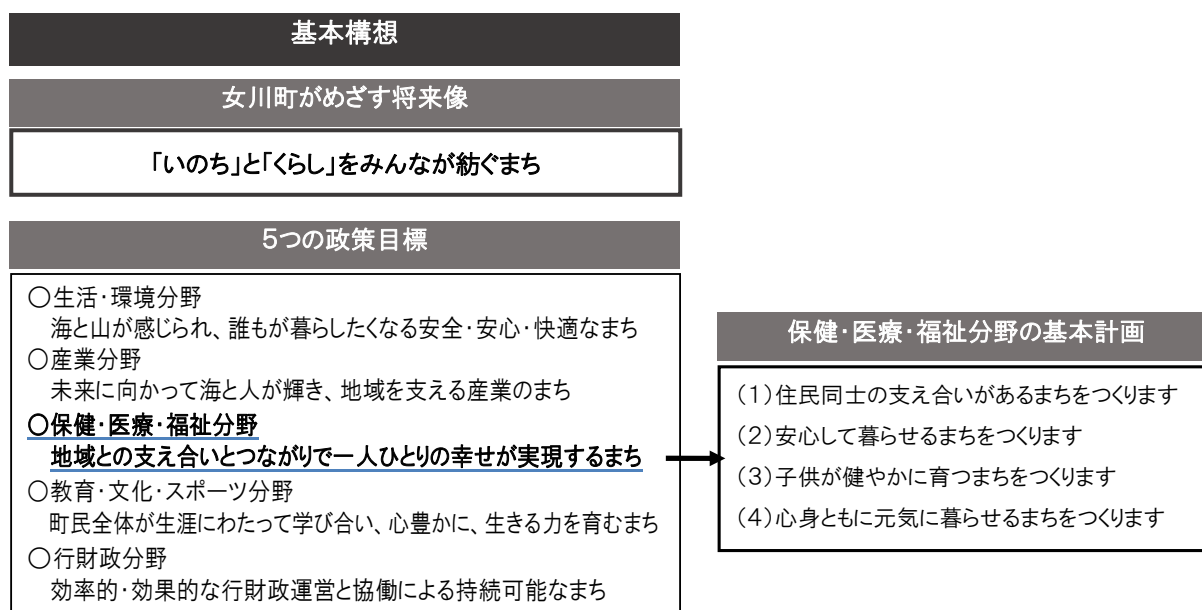 基本構想
女川町がめざす将来像
「いのち」と「くらし」をみんなが紡ぐまち
5つの政策目標
○生活・環境分野
海と山が感じられ、誰もが暮らしたくなる安全・安心・快適なまち
○産業分野
未来に向かって海と人が輝き、地域を支える産業のまち
○保健・医療・福祉分野
地域との支え合いとつながりで一人ひとりの幸せが実現するまち
○教育・文化・スポーツ分野
町民全体が生涯にわたって学び合い、心豊かに、生きる力を育むまち
○行財政分野
効率的・効果的な行財政運営と協働による持続可能なまち
保健・医療・福祉分野の基本計画
(1)住民同士の支え合いがあるまちをつくります
(2)安心して暮らせるまちをつくります
(3)子供が健やかに育つまちをつくります
(4)心身ともに元気に暮らせるまちをつくります